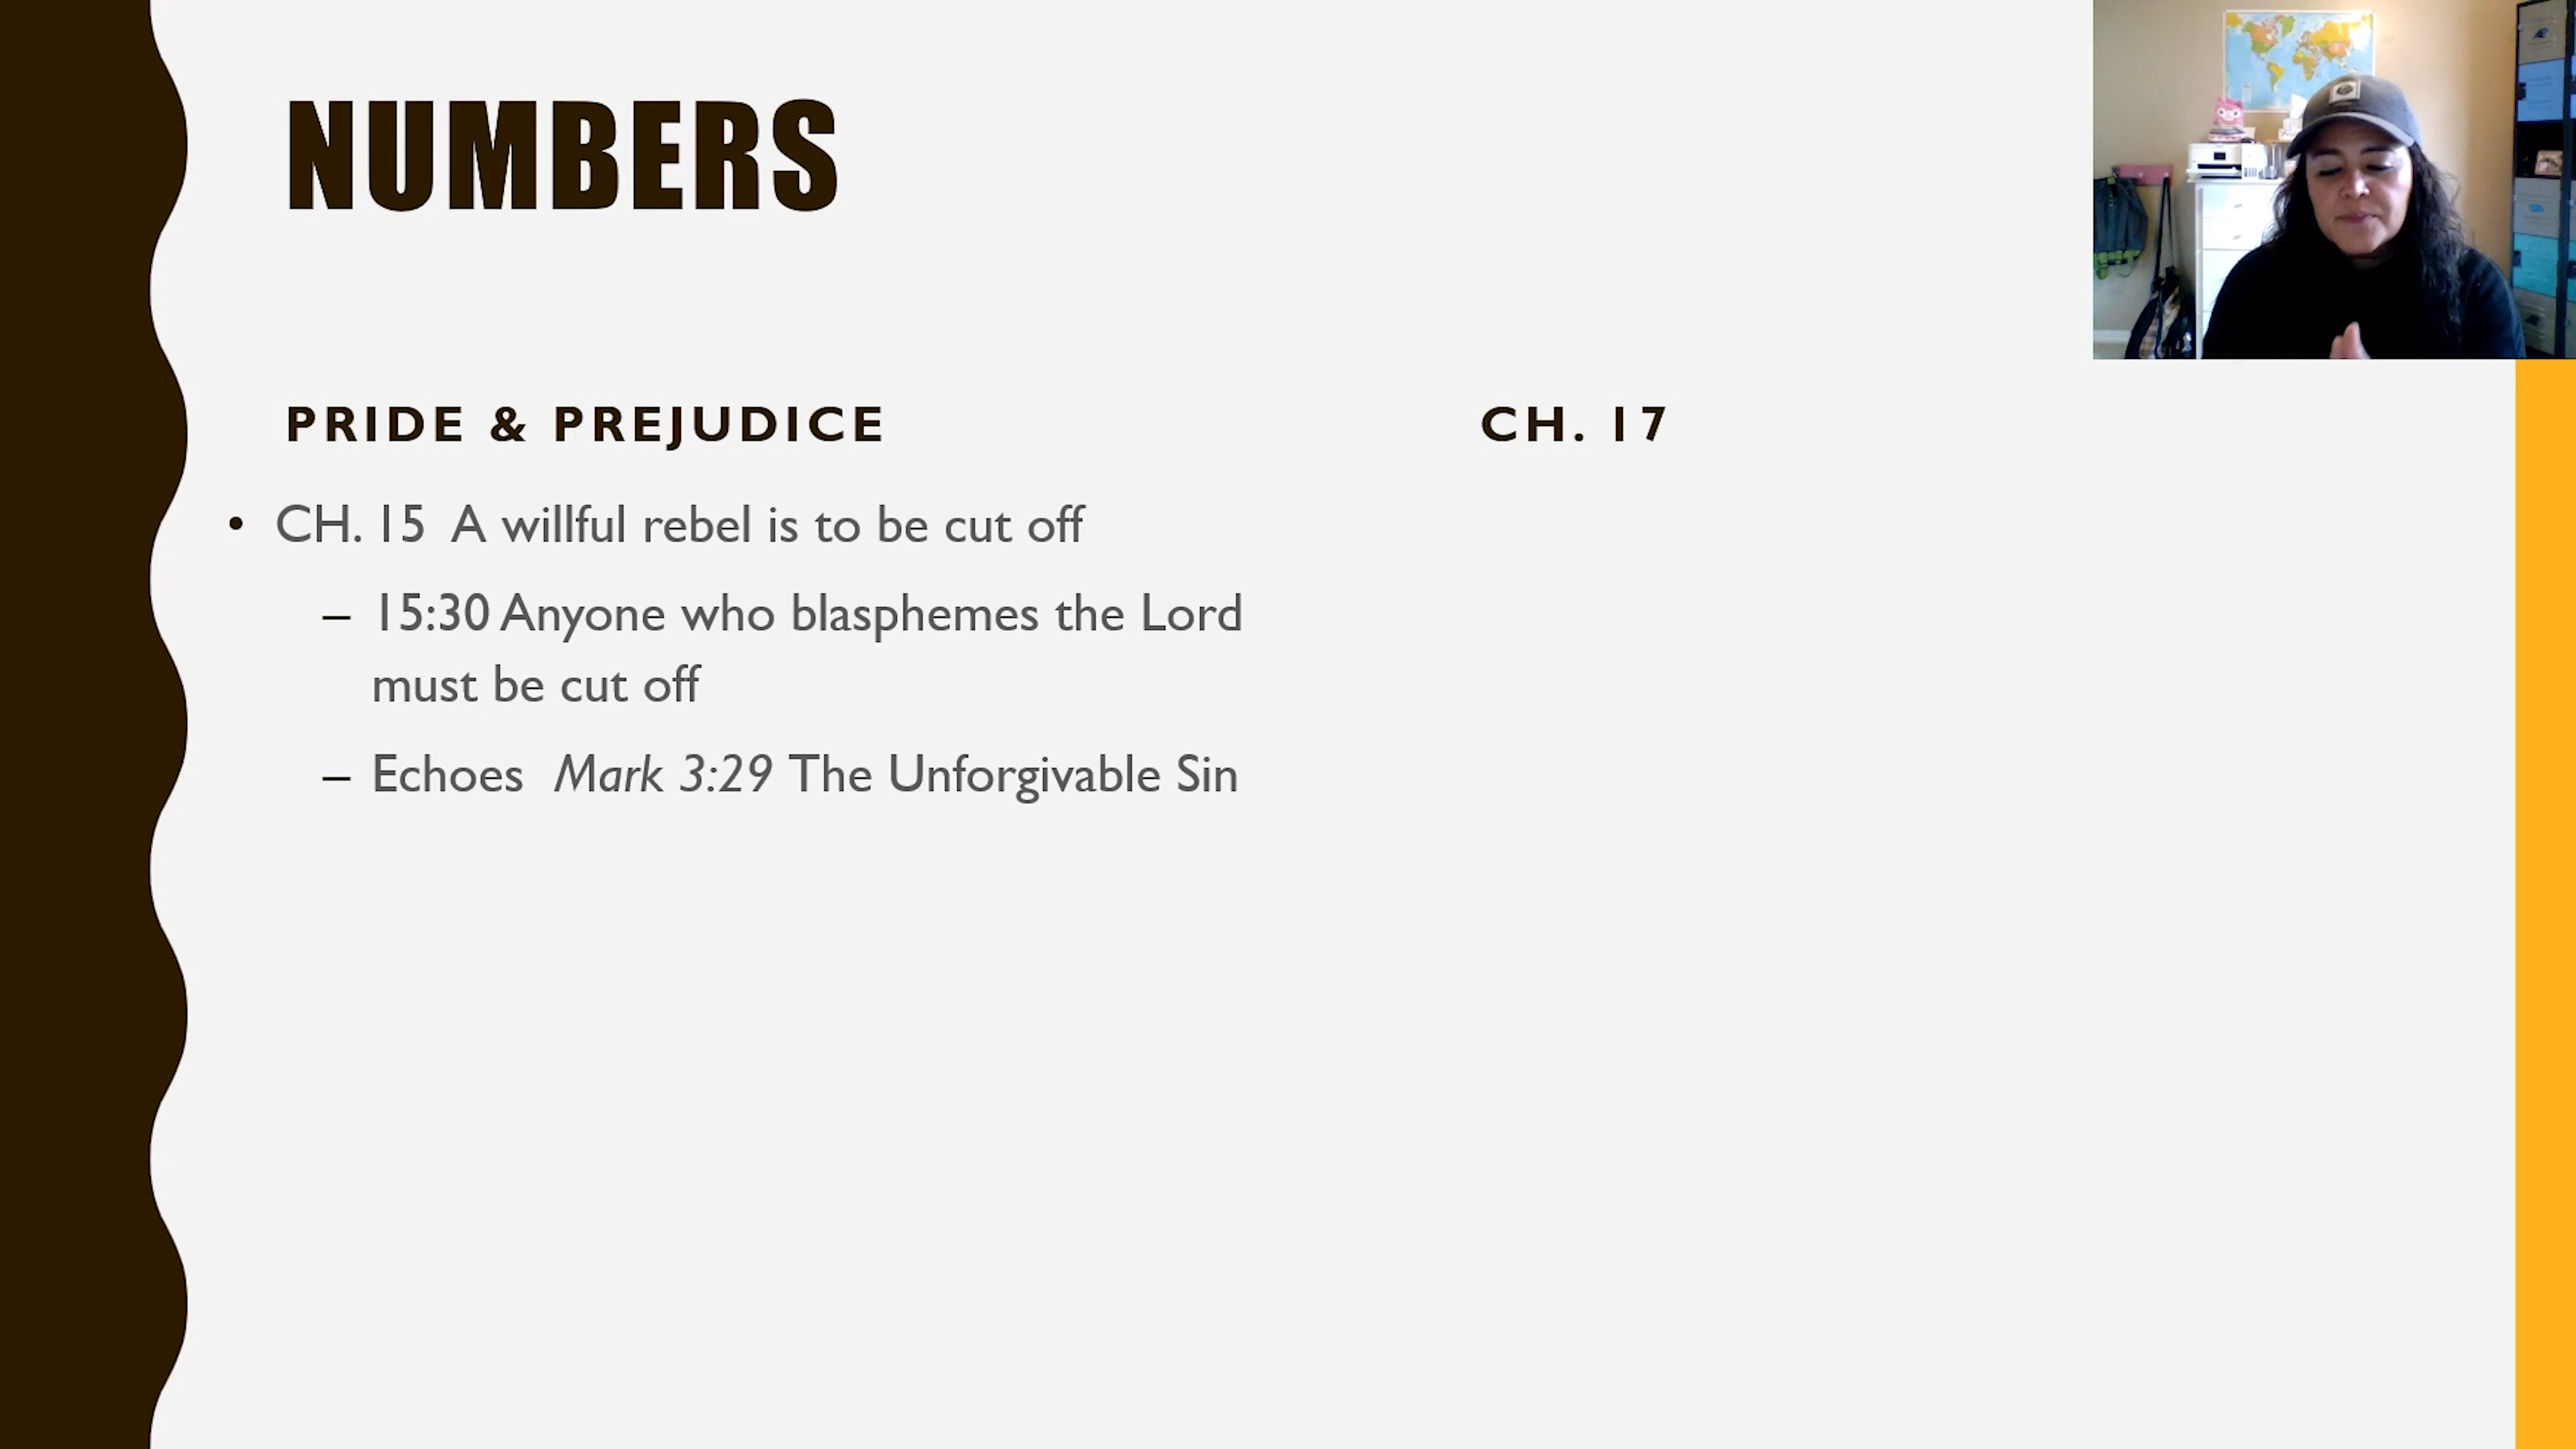 NUMBERS
PRIDE & PREJUDICE
• CH. 15 A willful rebel is to be cut off
– 15:30 Anyone who blasphemes the Lord
must be cut off
– Echoes Mark 3:29 The Unforgivable Sin
CH. 17